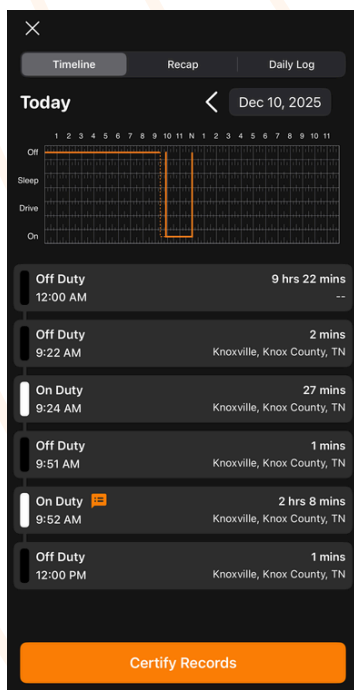 Timeline Recap Daily Log
Today Dec 10, 2025
1 2 3 4 5 6 7 8 9 10 11 N 1 2 3 4 5 6 7 8 9 10 11
Off
Sleep
Drive
On
Off Duty 9 hrs 22 mins
12:00 AM --
Off Duty 2 mins
9:22 AM Knoxville, Knox County, TN
On Duty 27 mins
9:24 AM Knoxville, Knox County, TN
Off Duty 1 mins
9:51 AM Knoxville, Knox County, TN
On Duty 2 hrs 8 mins
9:52 AM Knoxville, Knox County, TN
Off Duty 1 mins
12:00 PM Knoxville, Knox County, TN
Certify Records